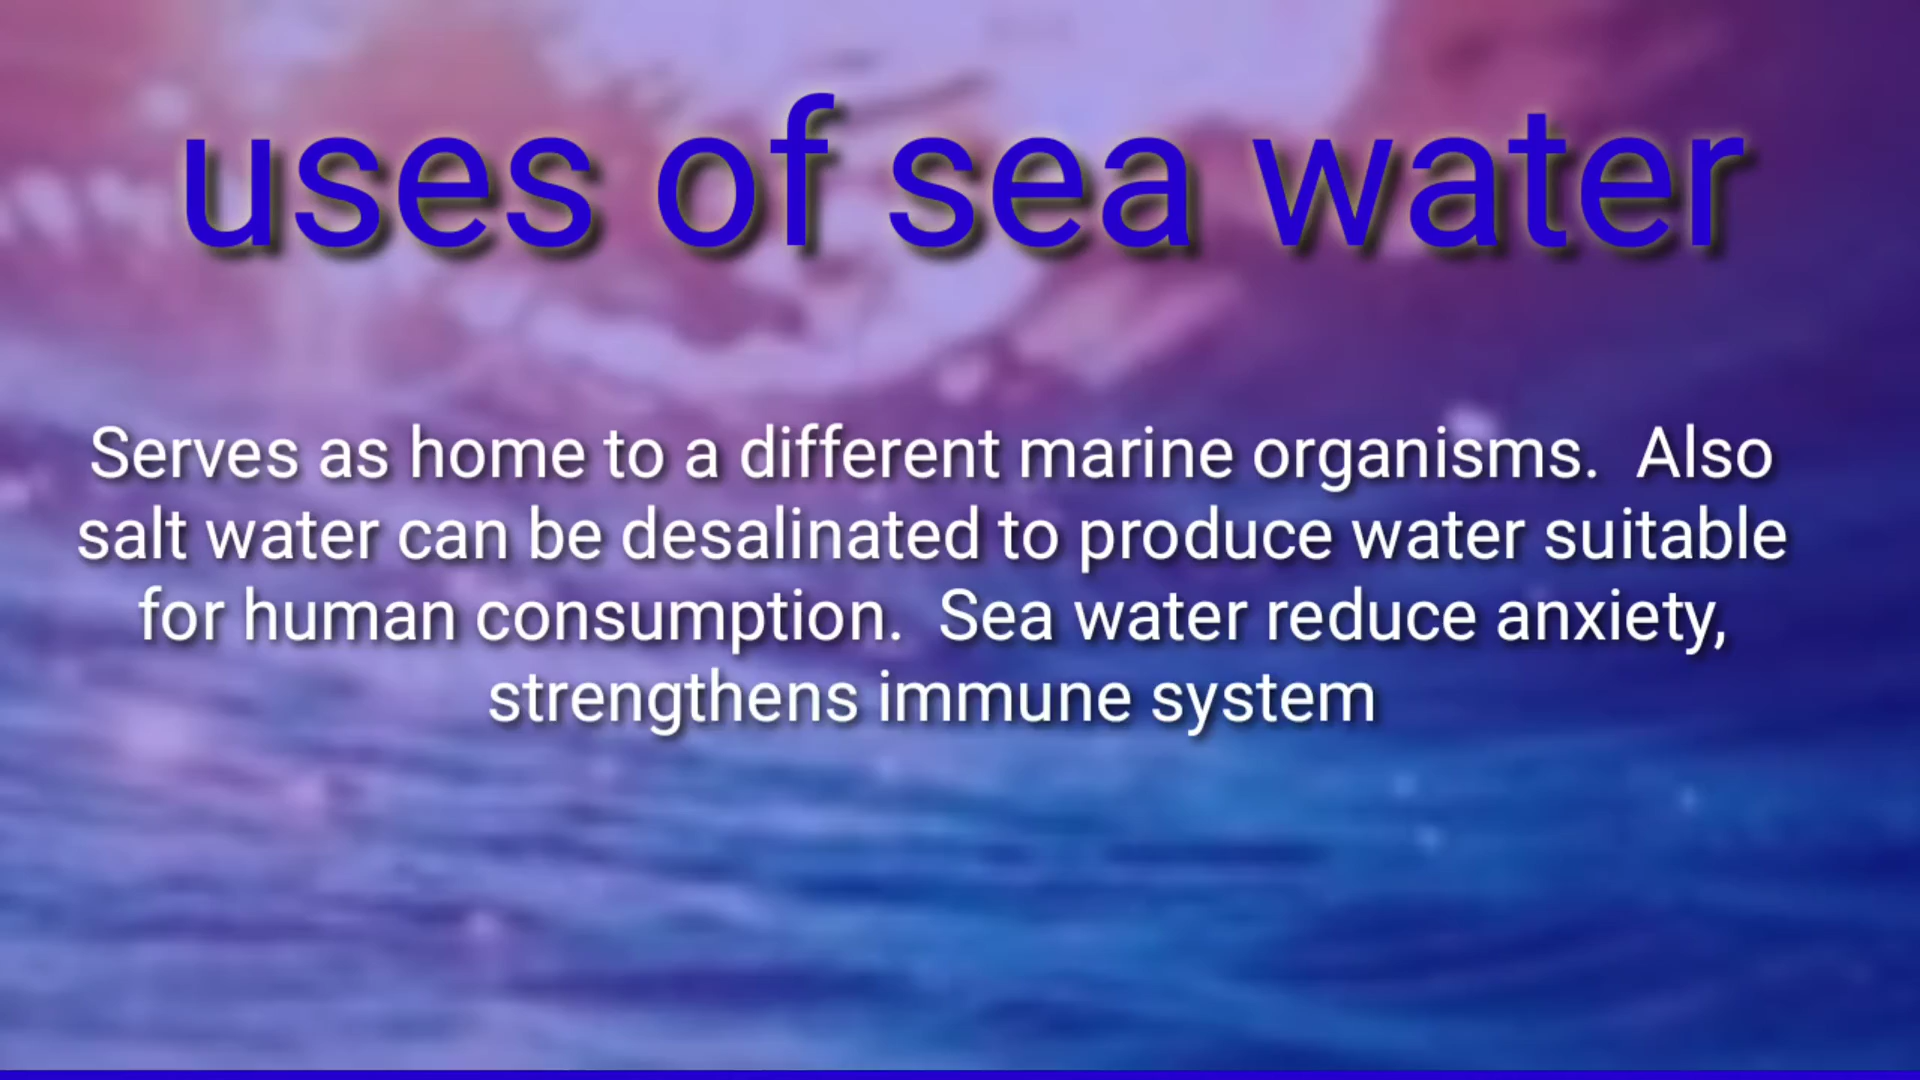 uses of sea water
Serves as home to a different marine organisms.  Also
salt water can be desalinated to produce water suitable
for human consumption.  Sea water reduce anxiety,
strengthens immune system